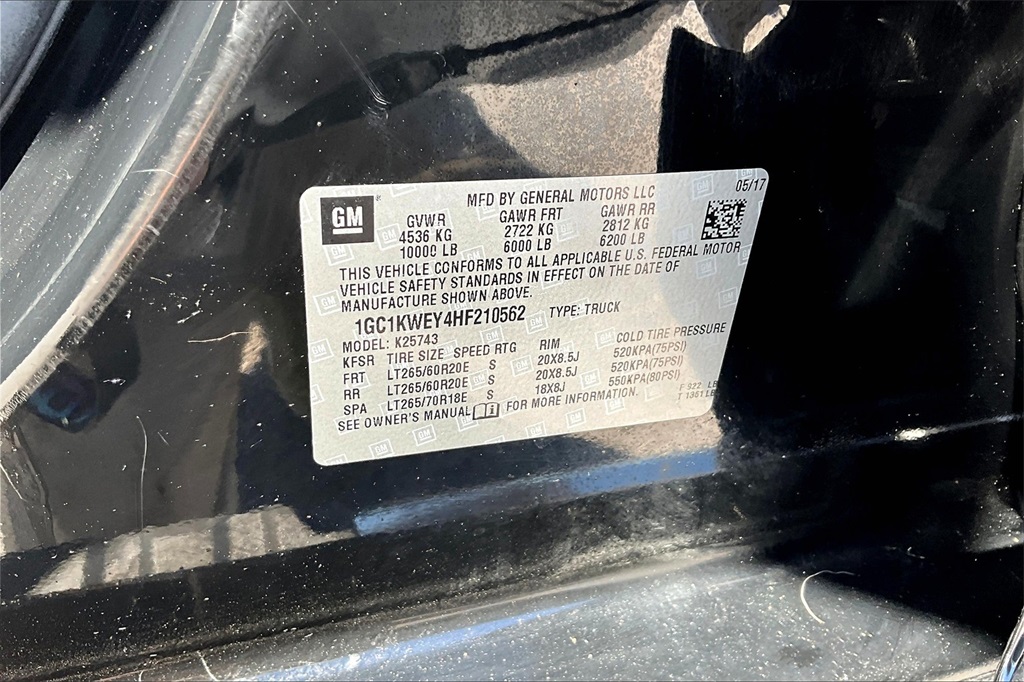 GM
MFD BY GENERAL MOTORS LLC 05/17
GVWR GAWR FRT GAWR RR
4536 KG 2722 KG 2812 KG
10000 LB 6000 LB 6200 LB
THIS VEHICLE CONFORMS TO ALL APPLICABLE U.S. FEDERAL MOTOR
VEHICLE SAFETY STANDARDS IN EFFECT ON THE DATE OF
MANUFACTURE SHOWN ABOVE.
1GC1KWEY4HF210562 TYPE: TRUCK
MODEL: K25743
KFSR TIRE SIZE SPEED RTG RIM COLD TIRE PRESSURE
FRT LT265/60R20E S 20X8.5J 520KPA(75PSI)
RR LT265/60R20E S 20X8.5J 520KPA(75PSI)
SPA LT265/70R18E S 18X8J 550KPA(80PSI)
SEE OWNER'S MANUAL FOR MORE INFORMATION.
F 922 LB
T 1351 LB